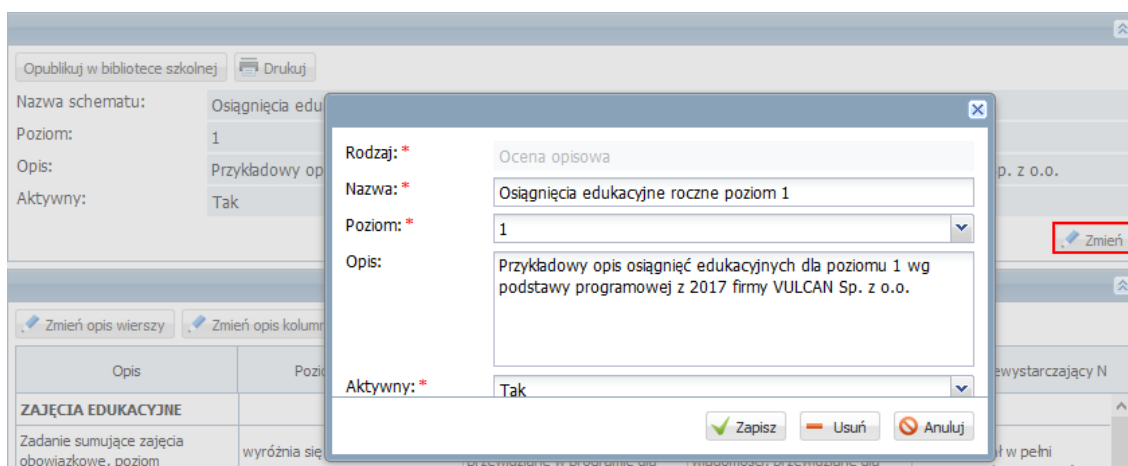 Opublikuj w bibliotece szkolnej Drukuj
Nazwa schematu: Osiągnięcia edu
Poziom: 1
Opis: Przykładowy op Sp. z o.o.
Aktywny: Tak
Zmień
Rodzaj: * Ocena opisowa
Nazwa: * Osiągnięcia edukacyjne roczne poziom 1
Poziom: * 1
Opis: Przykładowy opis osiągnięć edukacyjnych dla poziomu 1 wg
podstawy programowej z 2017 firmy VULCAN Sp. z o.o.
Aktywny: * Tak
Zapisz Usuń Anuluj
Zmień opis wierszy Zmień opis kolumn
Opis Pozio ewystarczający N
ZAJĘCIA EDUKACYJNE
Zadanie sumujące zajęcia
obowiązkowe, poziom
wyróżnia się
ł w pełni